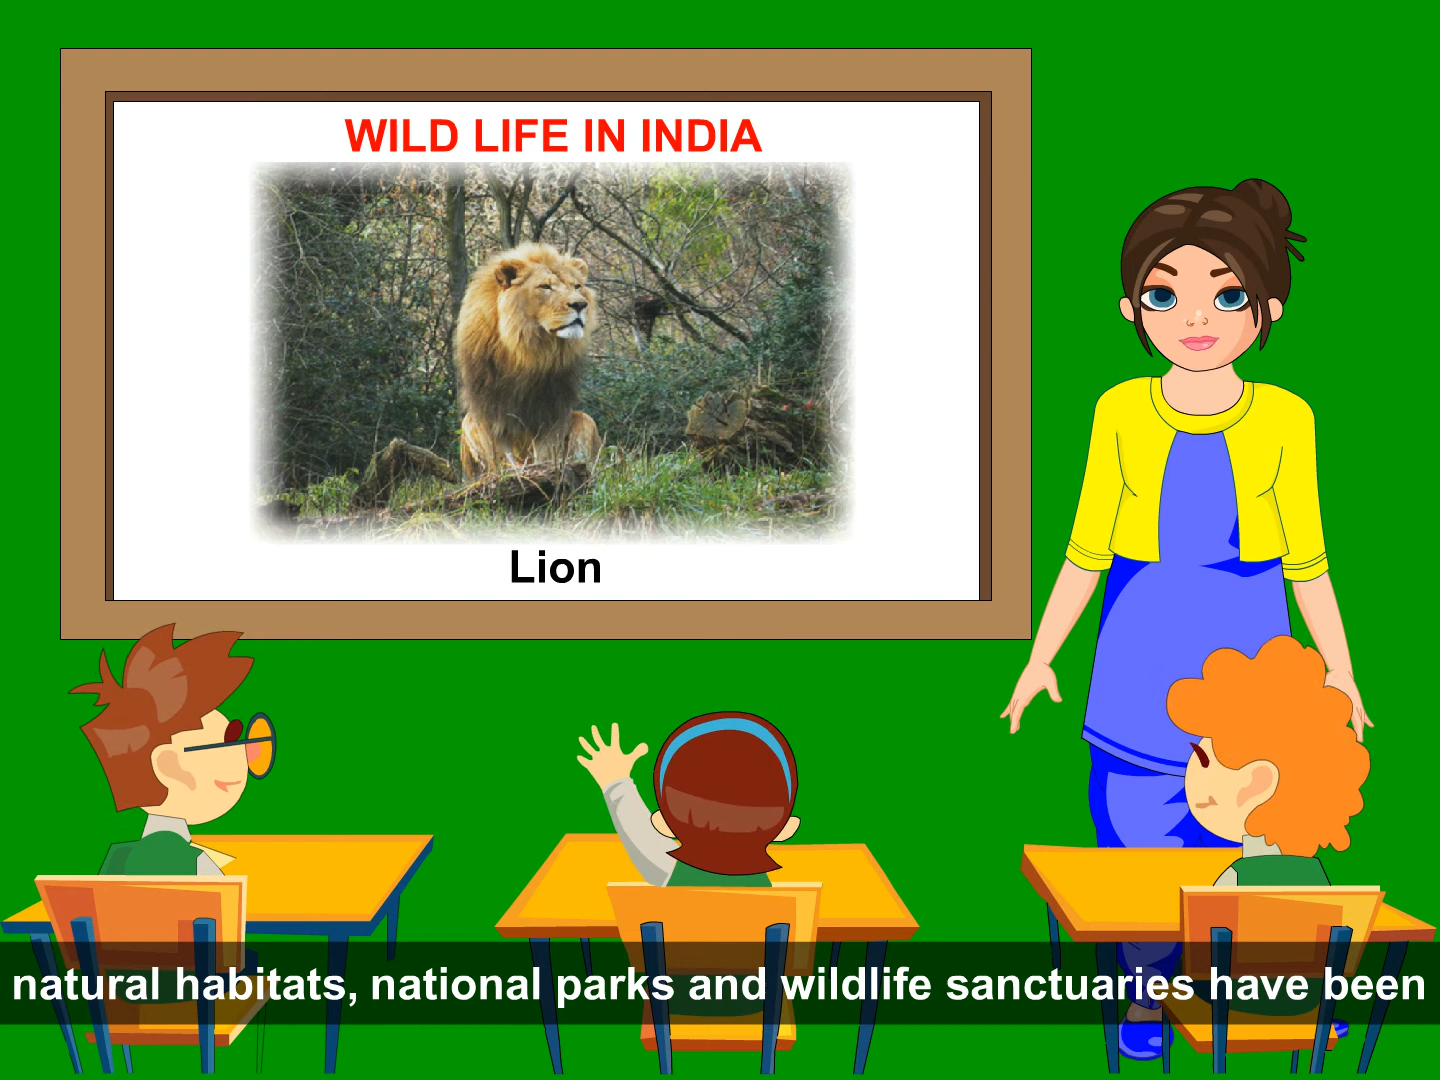 WILD LIFE IN INDIA
Lion
natural habitats, national parks and wildlife sanctuaries have been